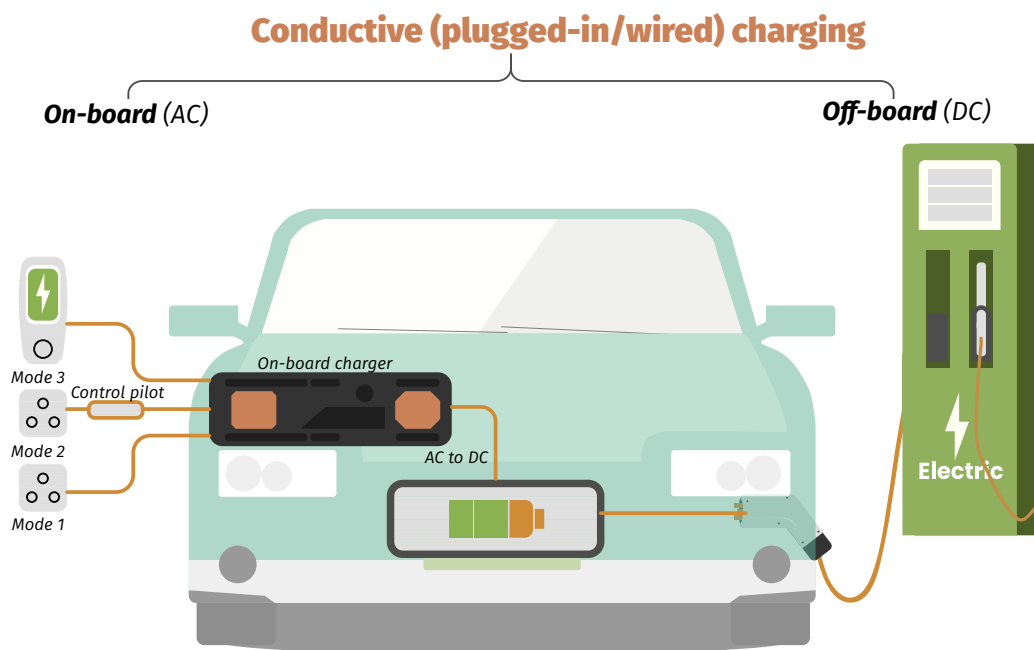 Conductive (plugged-in/wired) charging
On-board (AC)
Off-board (DC)
On-board charger
Mode 3
Control pilot
Mode 2
AC to DC
Mode 1
Electric